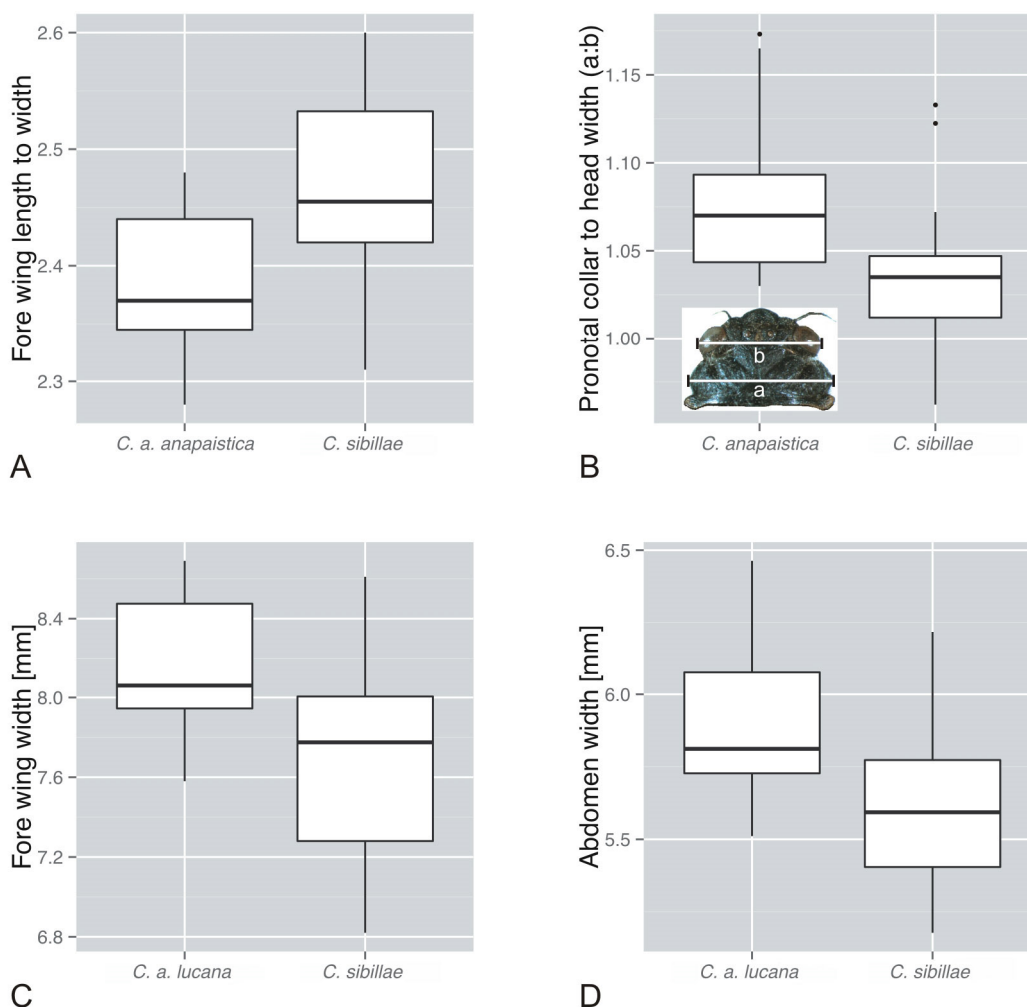 Fore wing length to width
2.6
2.5
2.4
2.3
C. a. anapaistica
C. sibillae
A
Pronotal collar to head width (a:b)
1.15
1.10
1.05
1.00
b
a
C. anapaistica
C. sibillae
B
Fore wing width [mm]
8.4
8.0
7.6
7.2
6.8
C. a. lucana
C. sibillae
C
Abdomen width [mm]
6.5
6.0
5.5
C. a. lucana
C. sibillae
D